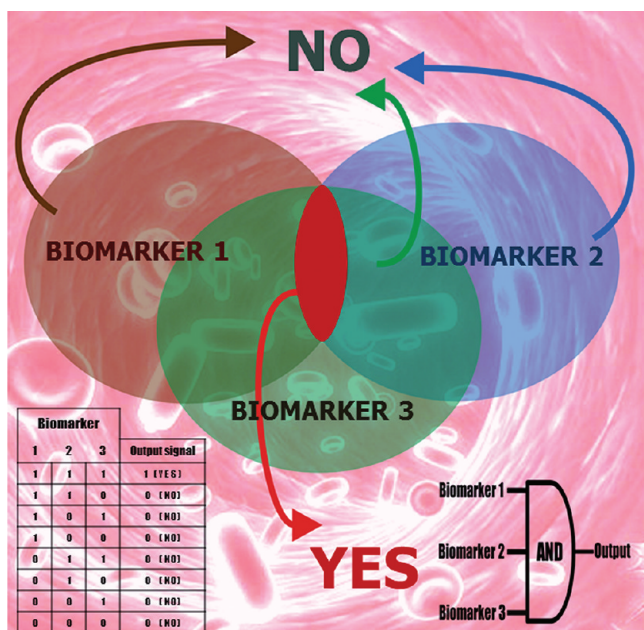 NO
BIOMARKER 1
BIOMARKER 2
BIOMARKER 3
YES
Biomarker
1 2 3 Output signal
1 1 1 1 (YES)
1 1 0 0 (NO)
1 0 1 0 (NO)
1 0 0 0 (NO)
0 1 1 0 (NO)
0 1 0 0 (NO)
0 0 1 0 (NO)
0 0 0 0 (NO)
Biomarker 1
Biomarker 2
AND
Output
Biomarker 3